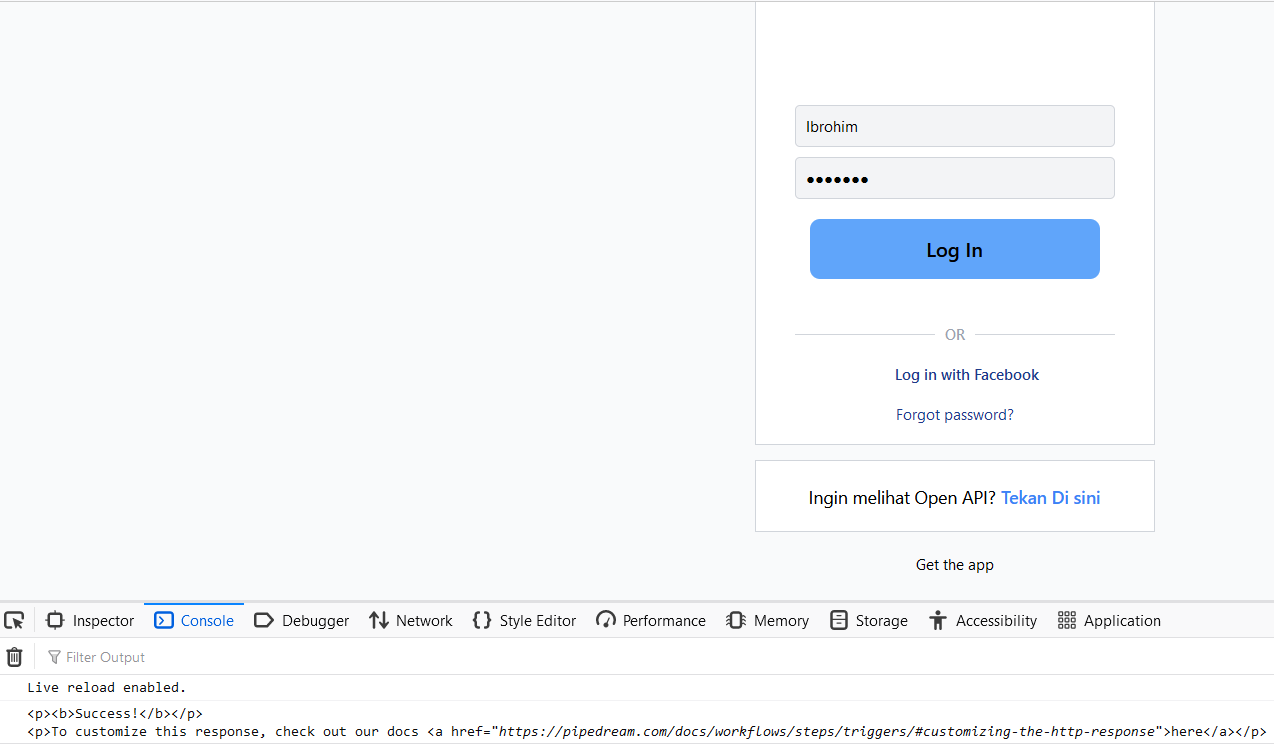 Ibrohim
•••••••
Log In
OR
Log in with Facebook
Forgot password?
Ingin melihat Open API? Tekan Di sini
Get the app
Inspector Console Debugger Network Style Editor Performance Memory Storage Accessibility Application
Filter Output
Live reload enabled.
<p><b>Success!</b></p>
<p>To customize this response, check out our docs <a href="https://pipedream.com/docs/workflows/steps/triggers/#customizing-the-http-response">here</a></p>